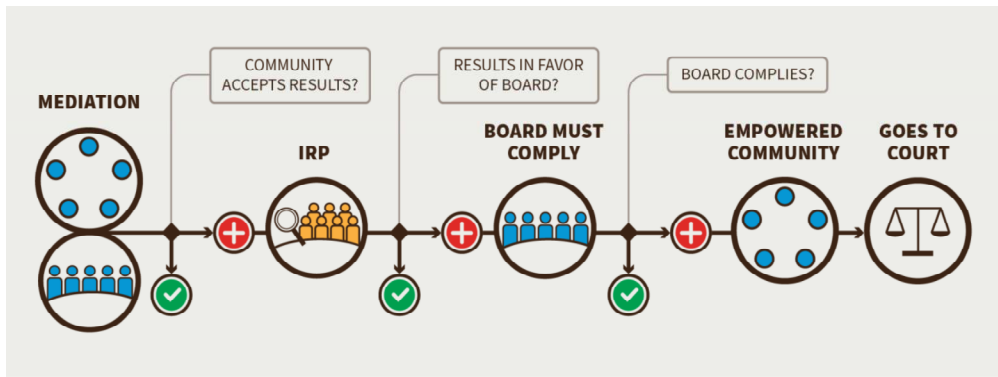 COMMUNITY
ACCEPTS RESULTS?
RESULTS IN FAVOR
OF BOARD?
BOARD COMPLIES?
MEDIATION
IRP
BOARD MUST
COMPLY
EMPOWERED
COMMUNITY
GOES TO
COURT